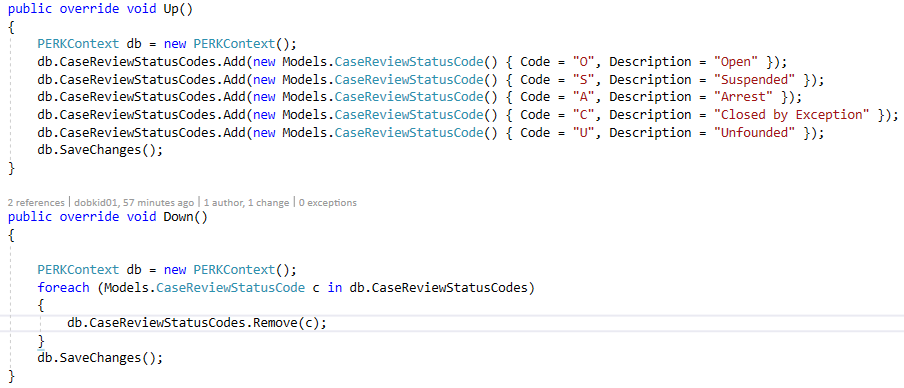 public override void Up()
{
    PERKContext db = new PERKContext();
    db.CaseReviewStatusCodes.Add(new Models.CaseReviewStatusCode() { Code = "O", Description = "Open" });
    db.CaseReviewStatusCodes.Add(new Models.CaseReviewStatusCode() { Code = "S", Description = "Suspended" });
    db.CaseReviewStatusCodes.Add(new Models.CaseReviewStatusCode() { Code = "A", Description = "Arrest" });
    db.CaseReviewStatusCodes.Add(new Models.CaseReviewStatusCode() { Code = "C", Description = "Closed by Exception" });
    db.CaseReviewStatusCodes.Add(new Models.CaseReviewStatusCode() { Code = "U", Description = "Unfounded" });
    db.SaveChanges();
}
2 references | dobkid01, 57 minutes ago | 1 author, 1 change | 0 exceptions
public override void Down()
{
    PERKContext db = new PERKContext();
    foreach (Models.CaseReviewStatusCode c in db.CaseReviewStatusCodes)
    {
        db.CaseReviewStatusCodes.Remove(c);
    }
    db.SaveChanges();
}